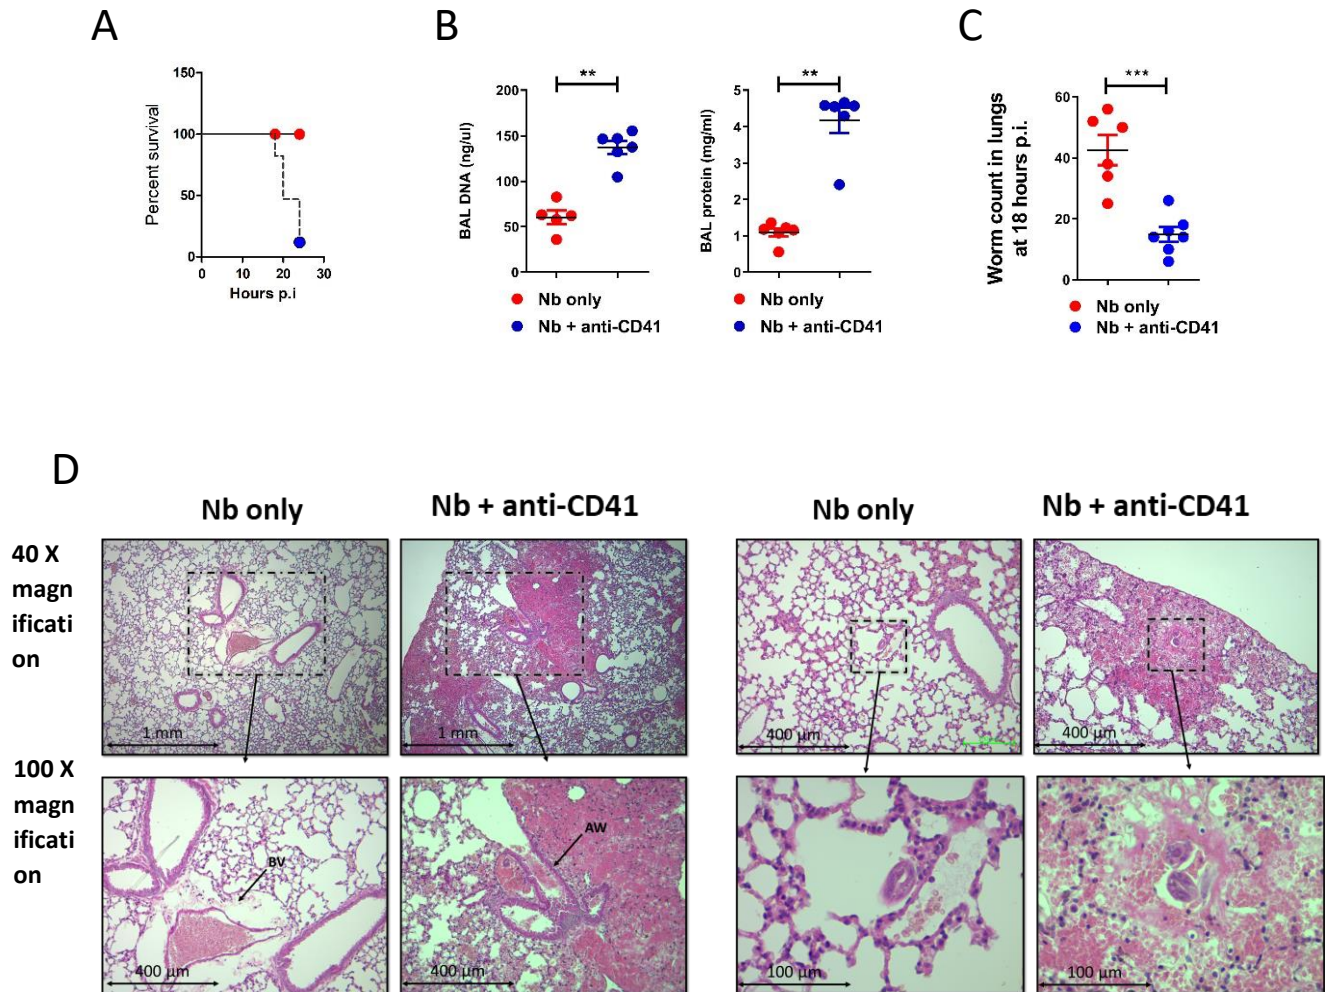 A
B
C
150
100
50
0
Percent survival
0
10
20
30
Hours p.i
**
200
150
100
50
0
BAL DNA (ng/ul)
Nb only
Nb + anti-CD41
**
5
4
3
2
1
0
BAL protein (mg/ml)
Nb only
Nb + anti-CD41
***
60
40
20
0
Worm count in lungs
at 18 hours p.i.
Nb only
Nb + anti-CD41
D
Nb only
Nb + anti-CD41
Nb only
Nb + anti-CD41
40 X
magn
ificati
on
1 mm
1 mm
400 µm
400 µm
100 X
magn
ificati
on
BV
AW
400 µm
400 µm
100 µm
100 µm